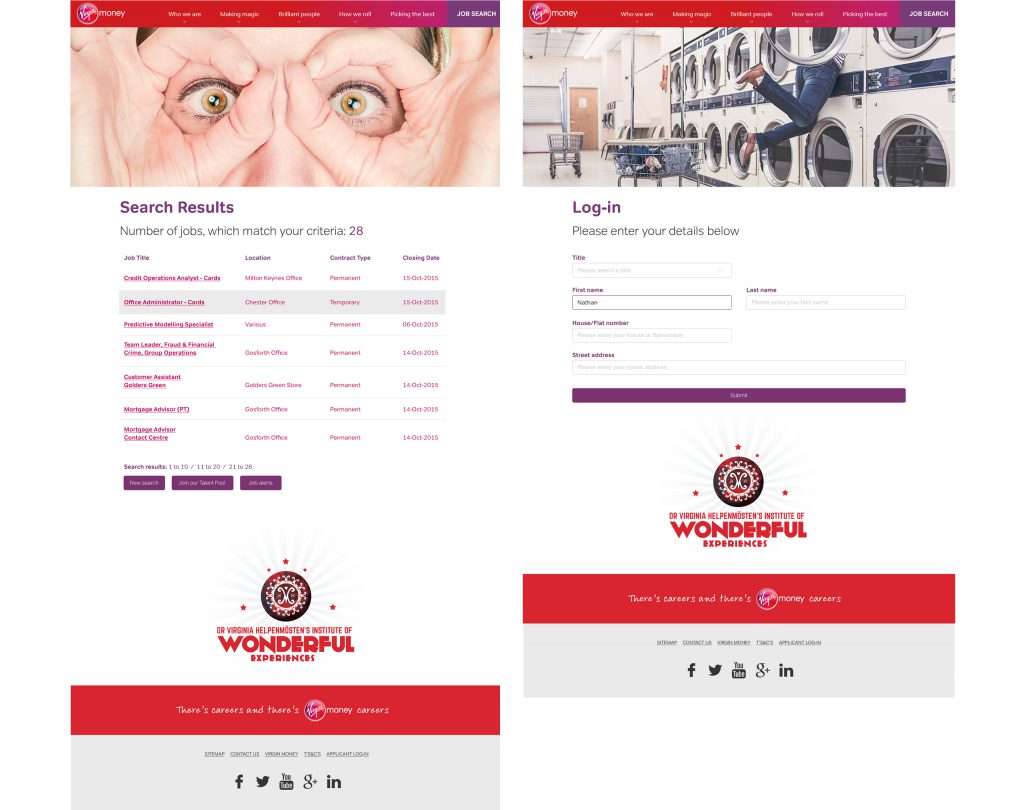 Virgin money
Who we are
Making magic
Brilliant people
How we roll
Picking the best
JOB SEARCH
Search Results
Number of jobs, which match your criteria: 28
Job Title Location Contract Type Closing Date
Credit Operations Analyst - Cards Milton Keynes Office Permanent 15-Oct-2015
Office Administrator - Cards Chester Office Temporary 15-Oct-2015
Predictive Modelling Specialist Various Permanent 06-Oct-2015
Team Leader, Fraud & Financial
Crime, Group Operations Gosforth Office Permanent 14-Oct-2015
Customer Assistant
Golders Green Golders Green Store Permanent 14-Oct-2015
Mortgage Advisor (PT) Gosforth Office Permanent 14-Oct-2015
Mortgage Advisor
Contact Centre Gosforth Office Permanent 14-Oct-2015
Search results: 1 to 10 / 11 to 20 / 21 to 28
New search
Join our Talent Pool
Job alerts
DR VIRGINIA HELPENMÖSTEN'S INSTITUTE OF
WONDERFUL
EXPERIENCES
There's careers and there's Virgin money careers
SITEMAP CONTACT US VIRGIN MONEY T'S&C'S APPLICANT LOG-IN
f You Tube g+ in
Virgin money
Who we are
Making magic
Brilliant people
How we roll
Picking the best
JOB SEARCH
Log-in
Please enter your details below
Title
Please select a title
First name Last name
Nathan Please enter your last name
House/Flat number
Please enter your house or flatnumber
Street address
Please enter your street address
Submit
DR VIRGINIA HELPENMÖSTEN'S INSTITUTE OF
WONDERFUL
EXPERIENCES
There's careers and there's Virgin money careers
SITEMAP CONTACT US VIRGIN MONEY T'S&C'S APPLICANT LOG-IN
f You Tube g+ in